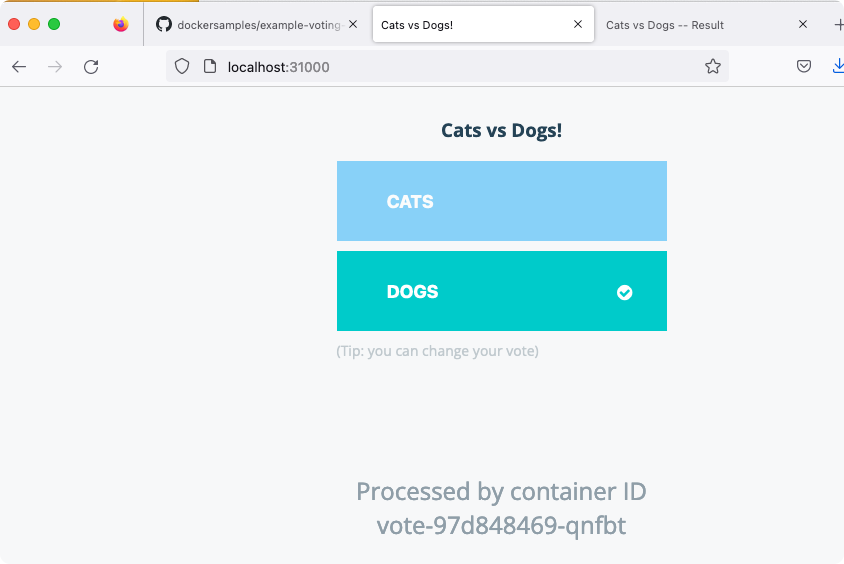 dockersamples/example-voting-
Cats vs Dogs!
Cats vs Dogs -- Result
localhost:31000
Cats vs Dogs!
CATS
DOGS
(Tip: you can change your vote)
Processed by container ID
vote-97d848469-qnfbt